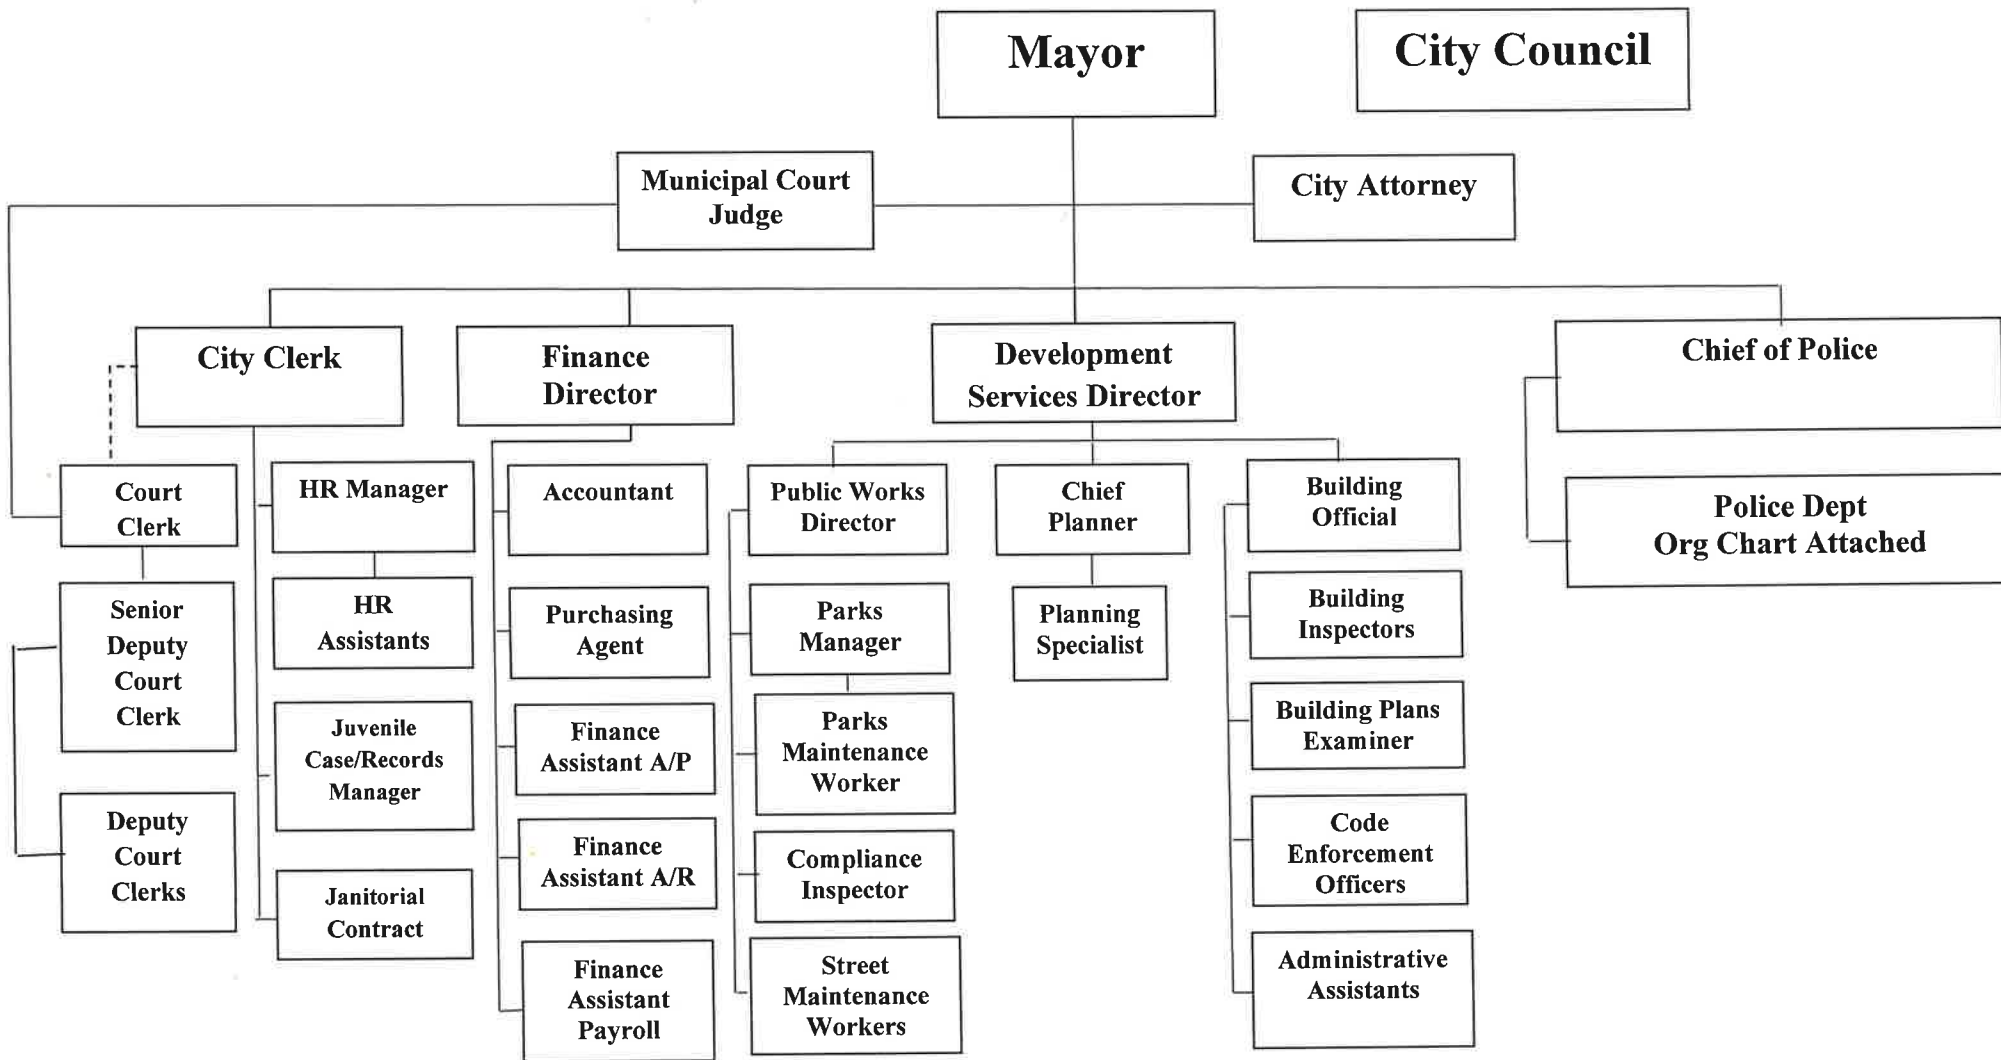 Mayor
City Council
Municipal Court
Judge
City Attorney
City Clerk
Finance
Director
Development
Services Director
Chief of Police
Court
Clerk
Senior
Deputy
Court
Clerk
Deputy
Court
Clerks
HR Manager
HR
Assistants
Juvenile
Case/Records
Manager
Janitorial
Contract
Accountant
Purchasing
Agent
Finance
Assistant A/P
Finance
Assistant A/R
Finance
Assistant
Payroll
Public Works
Director
Parks
Manager
Parks
Maintenance
Worker
Compliance
Inspector
Street
Maintenance
Workers
Chief
Planner
Planning
Specialist
Building
Official
Building
Inspectors
Building Plans
Examiner
Code
Enforcement
Officers
Administrative
Assistants
Police Dept
Org Chart Attached